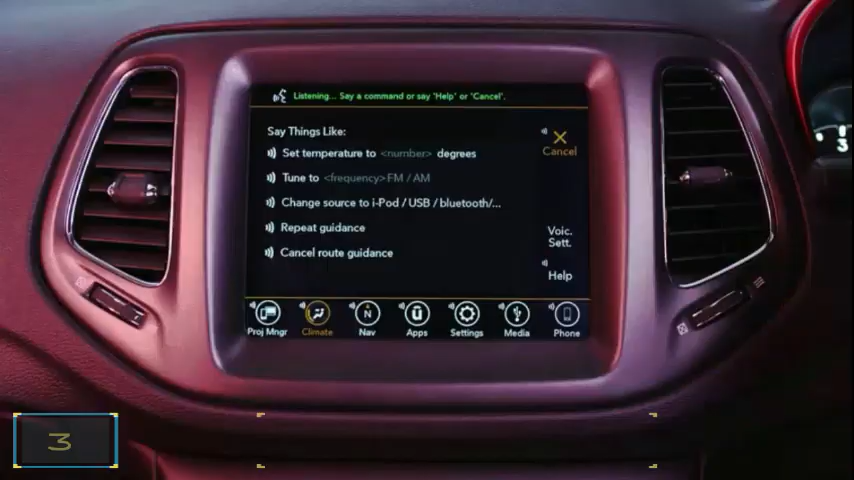 Listening... Say a command or say 'Help' or 'Cancel'.
Say Things Like:
Cancel
Set temperature to <number> degrees
Tune to <frequency> FM / AM
Change source to i-Pod / USB / bluetooth/...
Repeat guidance
Voic.
Sett.
Cancel route guidance
Help
N
Proj Mngr Climate Nav Apps Settings Media Phone
3
3